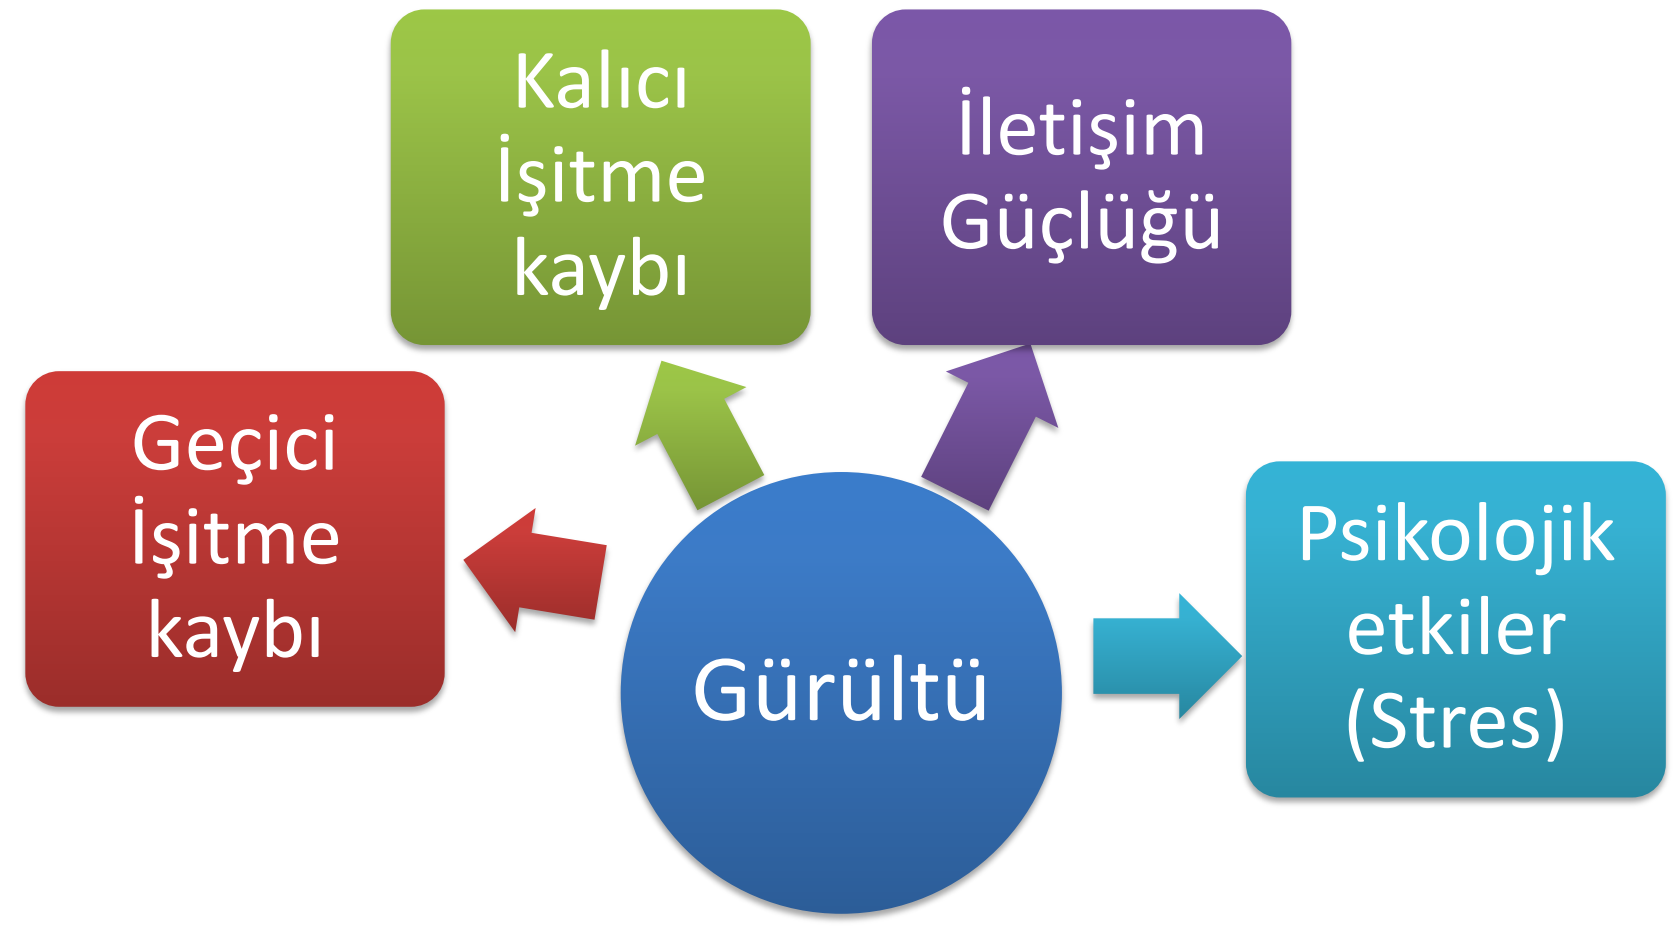 Kalıcı
İşitme
kaybı
İletişim
Güçlüğü
Geçici
İşitme
kaybı
Psikolojik
etkiler
(Stres)
Gürültü